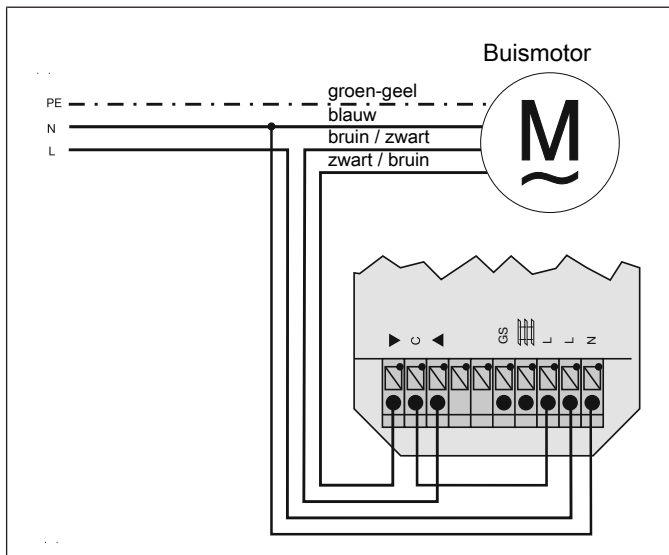 Buismotor
groen-geel
PE
blauw
N
bruin / zwart
L
zwart / bruin
M
C
GS
L
L
N